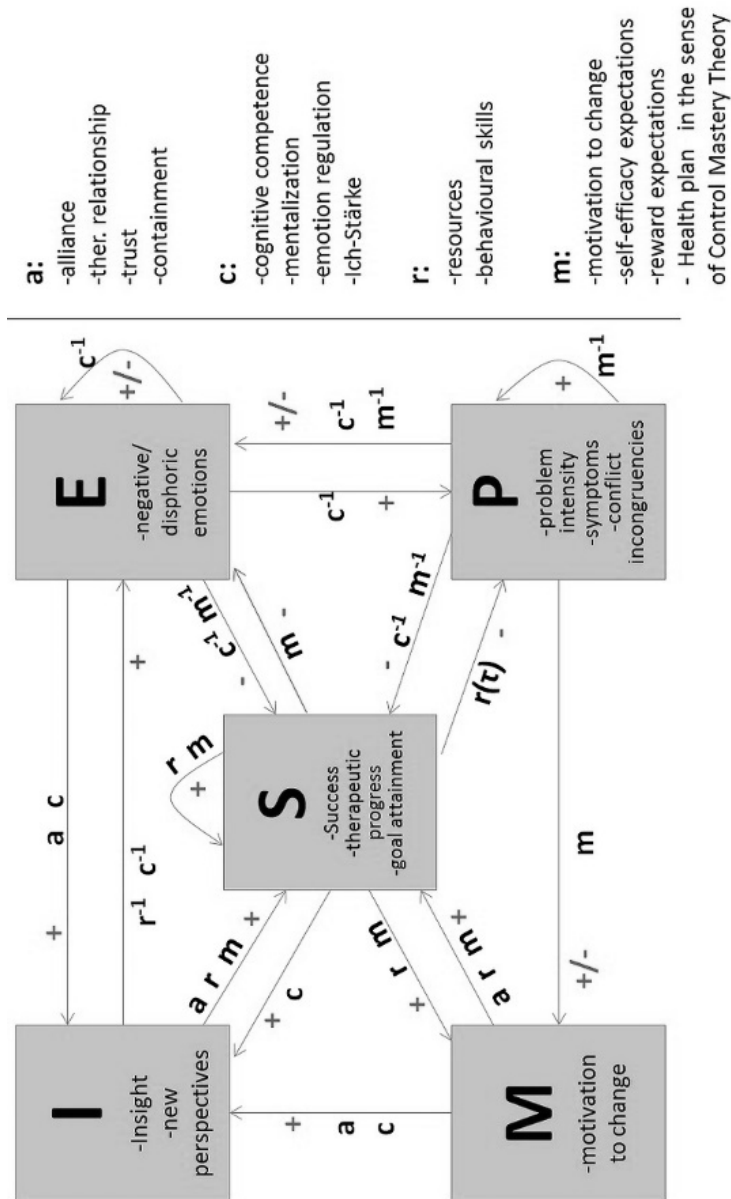 I
-Insight
-new
perspectives
+
a c
r⁻¹ c⁻¹
+
E
-negative/
disphoric
emotions
c⁻¹
+/-
a r m +
+ c
+
r m
S
-Success
-therapeutic
progress
-goal attainment
- c⁻¹ m⁻¹
m -
+
a
c
+ r m
a r m +
- c⁻¹ m⁻¹
r(τ) -
c⁻¹
+
+/-
c⁻¹
m⁻¹
M
-motivation
to change
+/-
m
P
-problem
intensity
-symptoms
-conflict
incongruencies
+
m⁻¹
a:
-alliance
-ther. relationship
-trust
-containment
c:
-cognitive competence
-mentalization
-emotion regulation
-Ich-Stärke
r:
-resources
-behavioural skills
m:
-motivation to change
-self-efficacy expectations
-reward expectations
- Health plan in the sense
of Control Mastery Theory